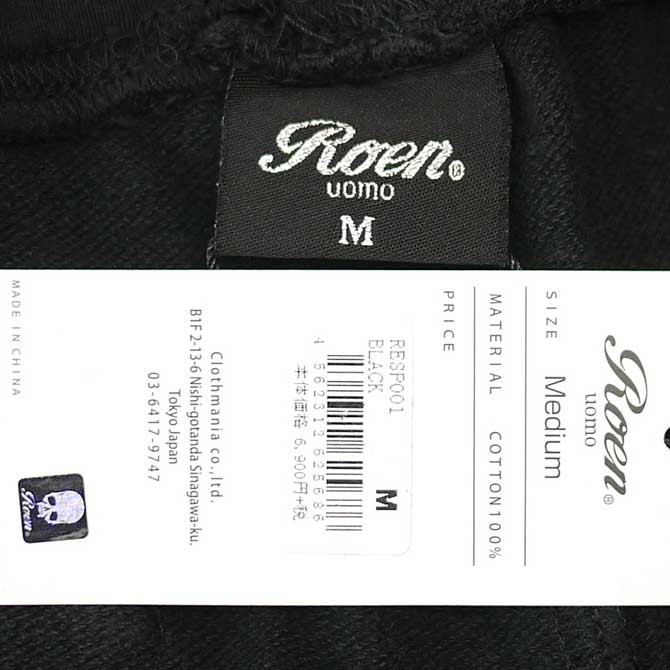 Roen®
uomo
M
Roen®
uomo
SIZE Medium
MATERIAL COTTON100%
PRICE
RESP001
BLACK M
4 562312 625686
本体価格 6,900円+税
Clothmania co.,ltd.
B1F 2-13-6 Nishi-gotanda Sinagawa-ku.
Tokyo Japan
03-6417-9747
MADE IN CHINA
Roen